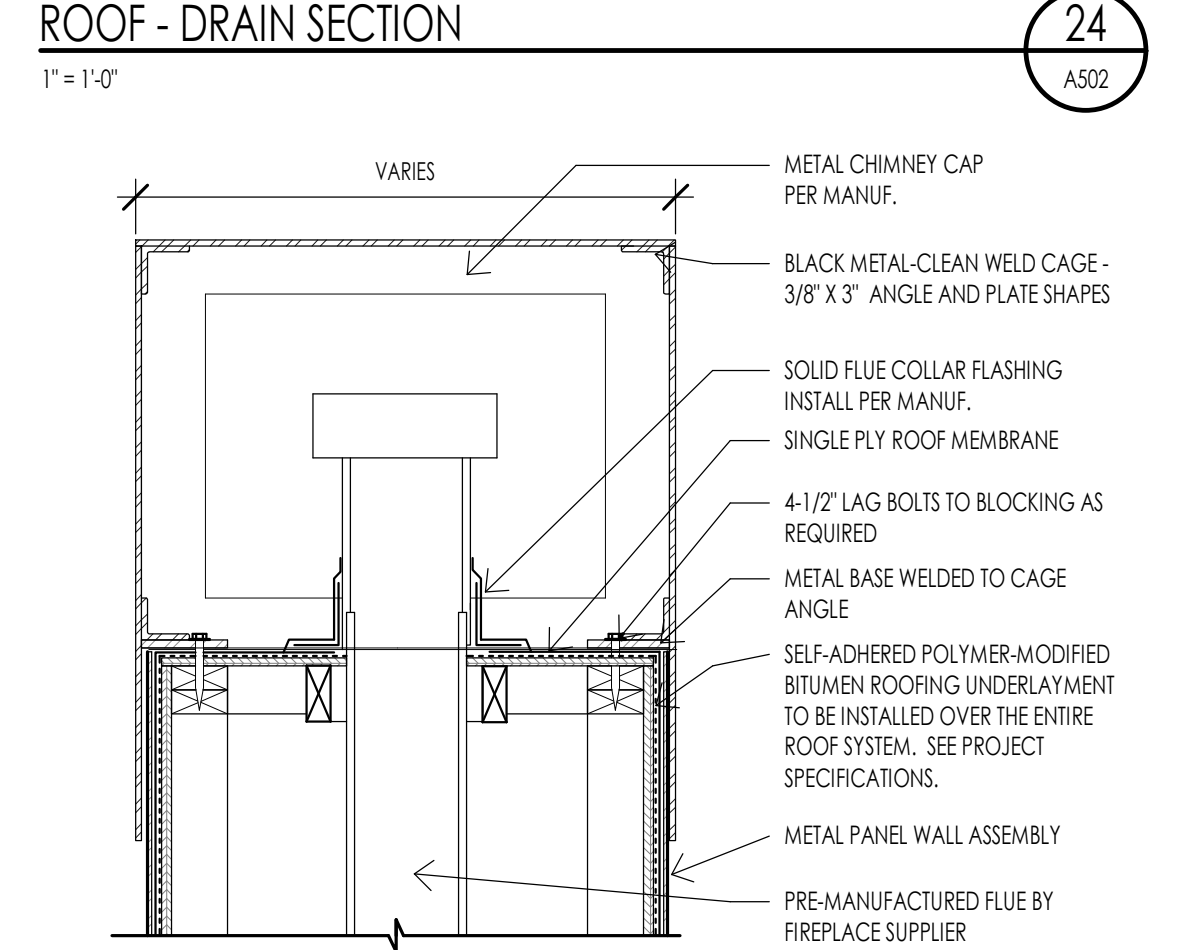 ROOF - DRAIN SECTION
24
1" = 1'-0"
A502
VARIES
METAL CHIMNEY CAP
PER MANUF.
BLACK METAL-CLEAN WELD CAGE -
3/8" X 3" ANGLE AND PLATE SHAPES
SOLID FLUE COLLAR FLASHING
INSTALL PER MANUF.
SINGLE PLY ROOF MEMBRANE
4-1/2" LAG BOLTS TO BLOCKING AS
REQUIRED
METAL BASE WELDED TO CAGE
ANGLE
SELF-ADHERED POLYMER-MODIFIED
BITUMEN ROOFING UNDERLAYMENT
TO BE INSTALLED OVER THE ENTIRE
ROOF SYSTEM. SEE PROJECT
SPECIFICATIONS.
METAL PANEL WALL ASSEMBLY
PRE-MANUFACTURED FLUE BY
FIREPLACE SUPPLIER